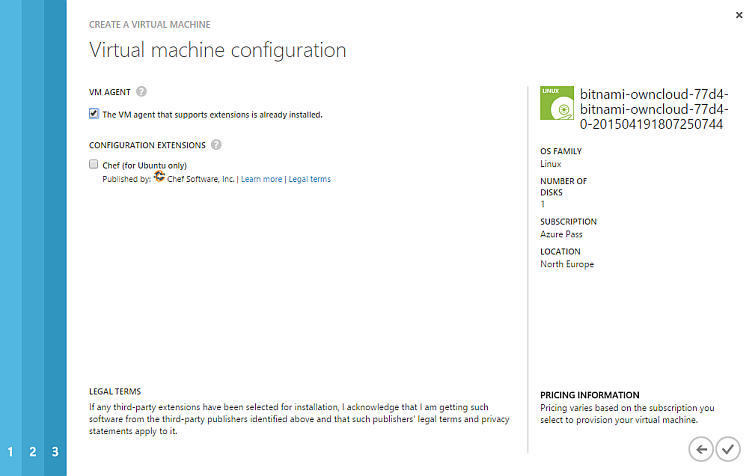 CREATE A VIRTUAL MACHINE
Virtual machine configuration
VM AGENT ?
The VM agent that supports extensions is already installed.
CONFIGURATION EXTENSIONS ?
Chef (for Ubuntu only)
Published by: Chef Software, Inc. | Learn more | Legal terms
LEGAL TERMS
If any third-party extensions have been selected for installation, I acknowledge that I am getting such
software from the third-party publishers identified above and that such publishers' legal terms and privacy
statements apply to it.
LINUX
bitnami-owncloud-77d4-
bitnami-owncloud-77d4-
0-201504191807250744
OS FAMILY
Linux
NUMBER OF
DISKS
1
SUBSCRIPTION
Azure Pass
LOCATION
North Europe
PRICING INFORMATION
Pricing varies based on the subscription you
select to provision your virtual machine.
1 2 3